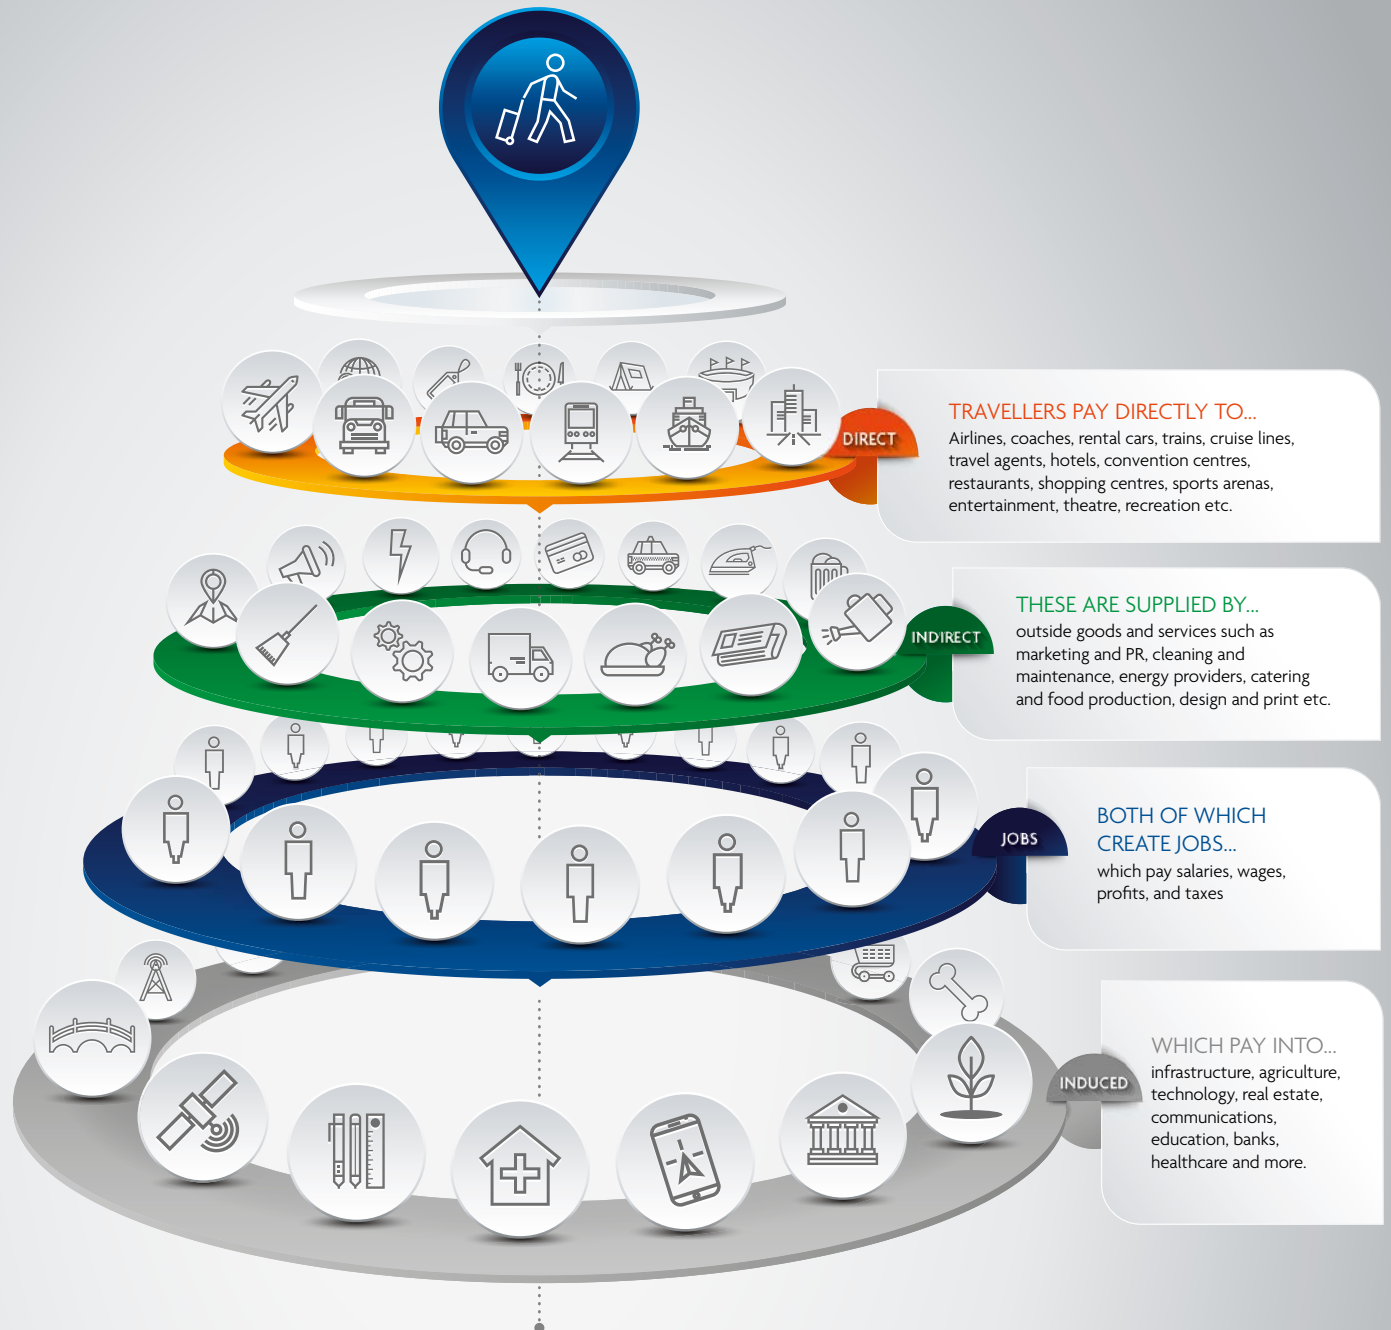 DIRECT
TRAVELLERS PAY DIRECTLY TO...
Airlines, coaches, rental cars, trains, cruise lines,
travel agents, hotels, convention centres,
restaurants, shopping centres, sports arenas,
entertainment, theatre, recreation etc.
INDIRECT
THESE ARE SUPPLIED BY...
outside goods and services such as
marketing and PR, cleaning and
maintenance, energy providers, catering
and food production, design and print etc.
JOBS
BOTH OF WHICH
CREATE JOBS...
which pay salaries, wages,
profits, and taxes
INDUCED
WHICH PAY INTO...
infrastructure, agriculture,
technology, real estate,
communications,
education, banks,
healthcare and more.